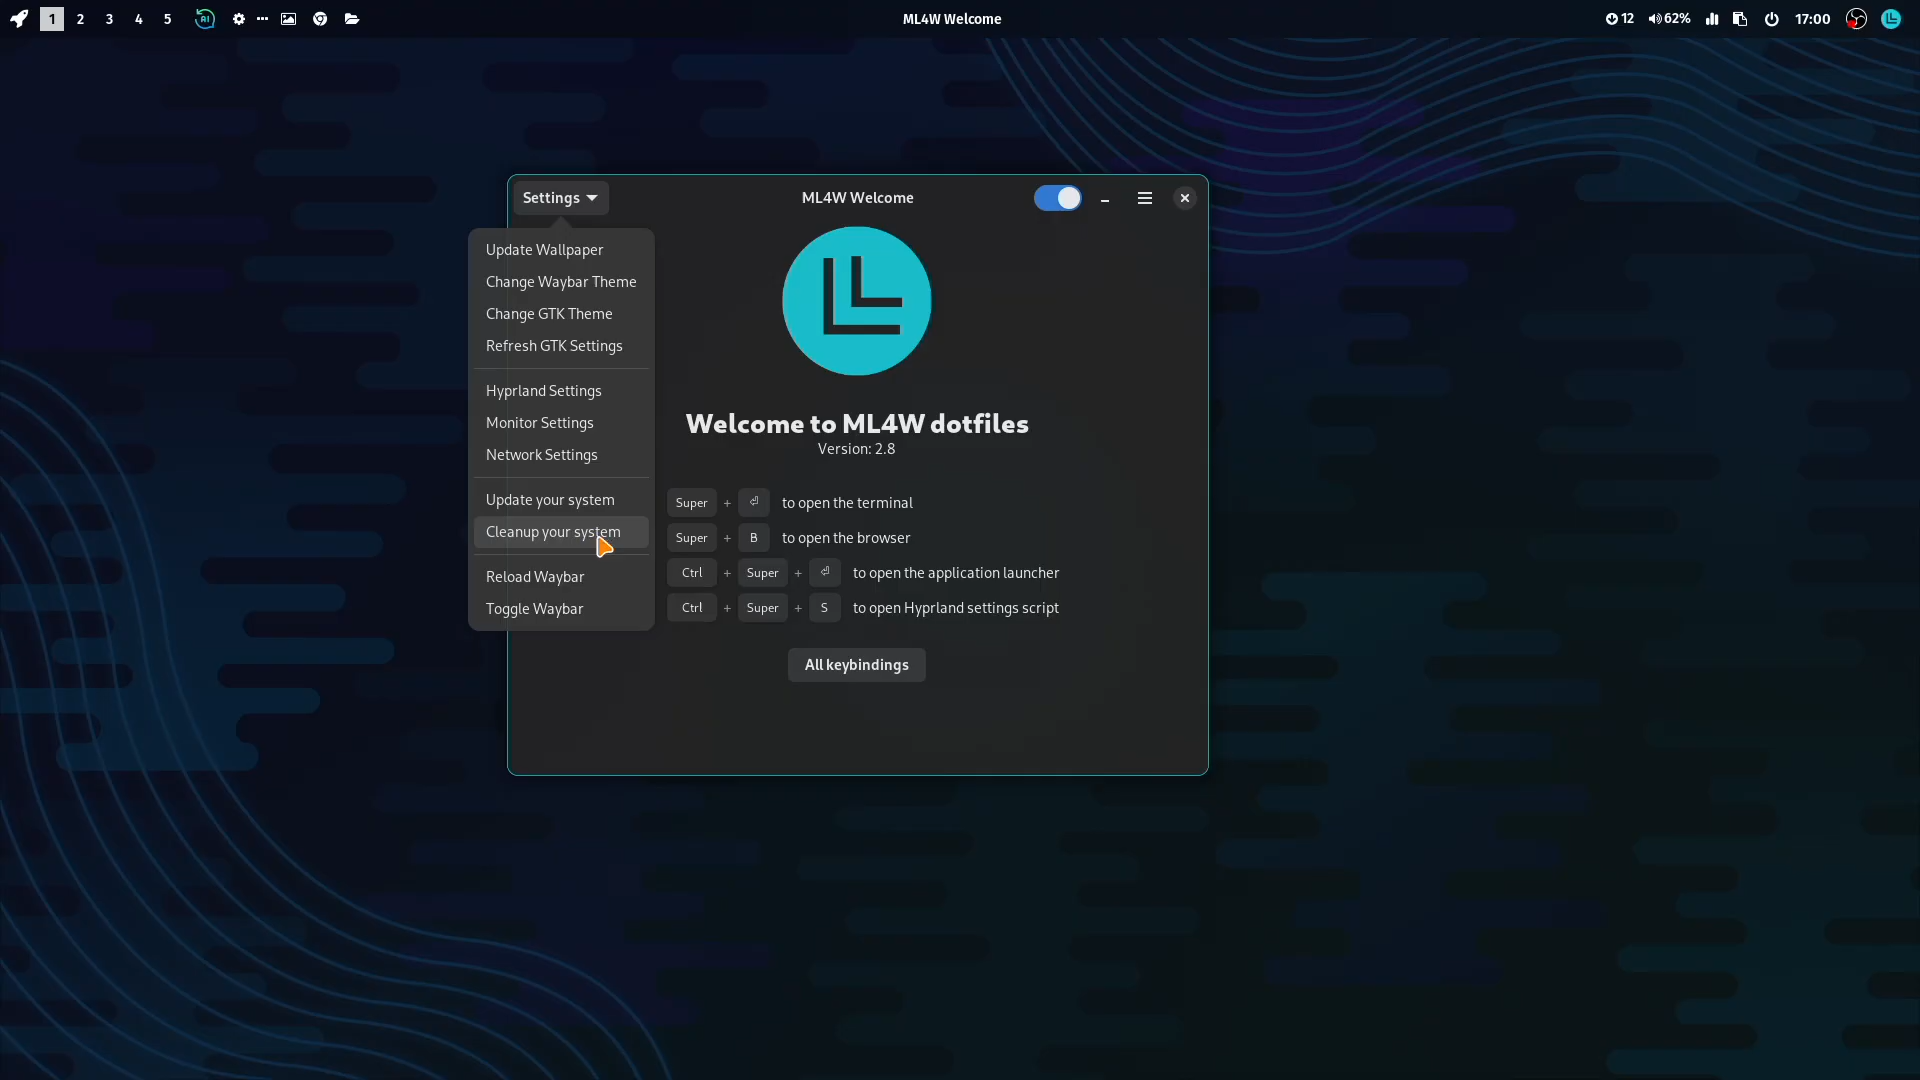 1 2 3 4 5 AI ML4W Welcome 12 62% 17:00
Settings ML4W Welcome
Update Wallpaper
Change Waybar Theme
Change GTK Theme
Refresh GTK Settings
Hyprland Settings
Monitor Settings
Network Settings
Update your system
Cleanup your system
Reload Waybar
Toggle Waybar
Welcome to ML4W dotfiles
Version: 2.8
Super + ⏎ to open the terminal
Super + B to open the browser
Ctrl + Super + ⏎ to open the application launcher
Ctrl + Super + S to open Hyprland settings script
All keybindings